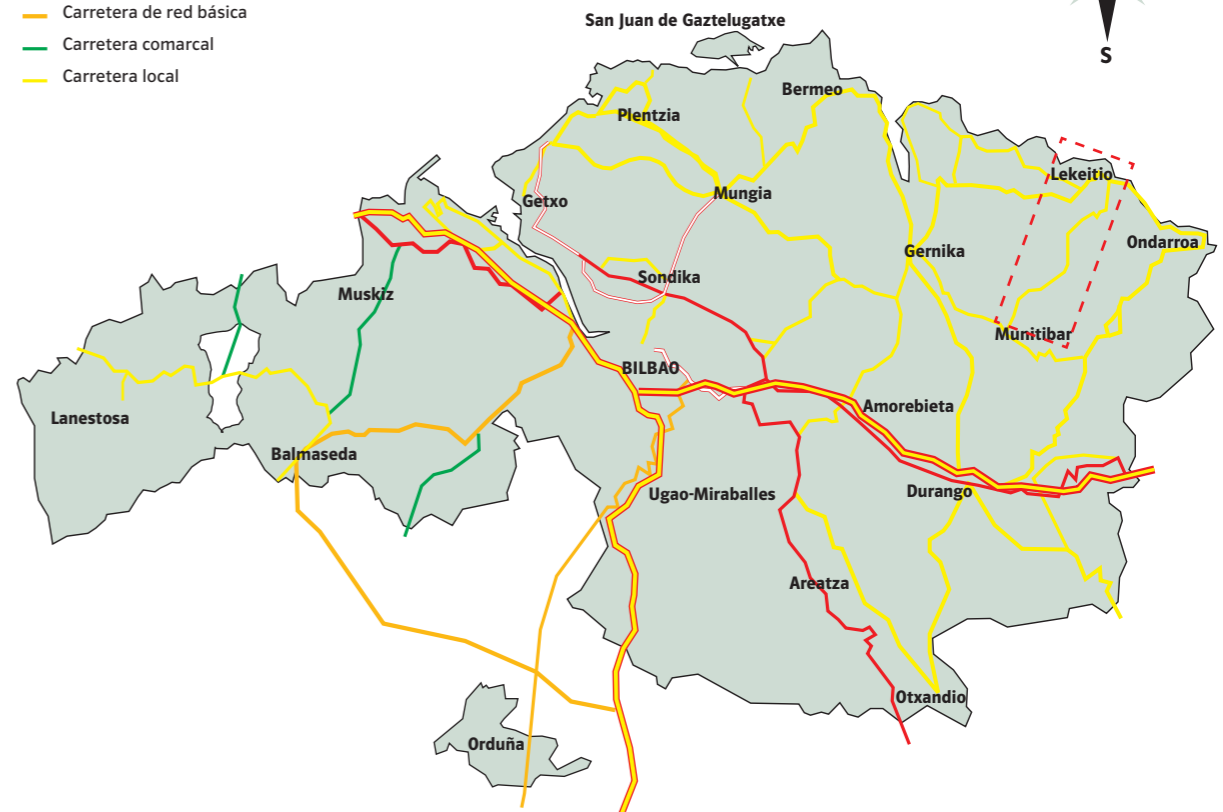 Carretera de red básica
Carretera comarcal
Carretera local
San Juan de Gaztelugatxe
S
Bermeo
Plentzia
Lekeitio
Mungia
Getxo
Ondarroa
Gernika
Sondika
Muskiz
Munitibar
BILBAO
Amorebieta
Lanestosa
Balmaseda
Durango
Ugao-Miraballes
Areatza
Otxandio
Orduña